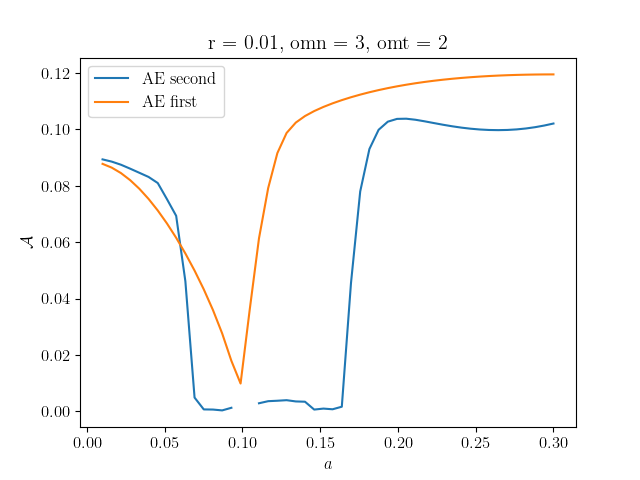 r = 0.01, omn = 3, omt = 2
AE second
AE first
0.12
0.10
0.08
0.06
0.04
0.02
0.00
𝒜
0.00 0.05 0.10 0.15 0.20 0.25 0.30
a